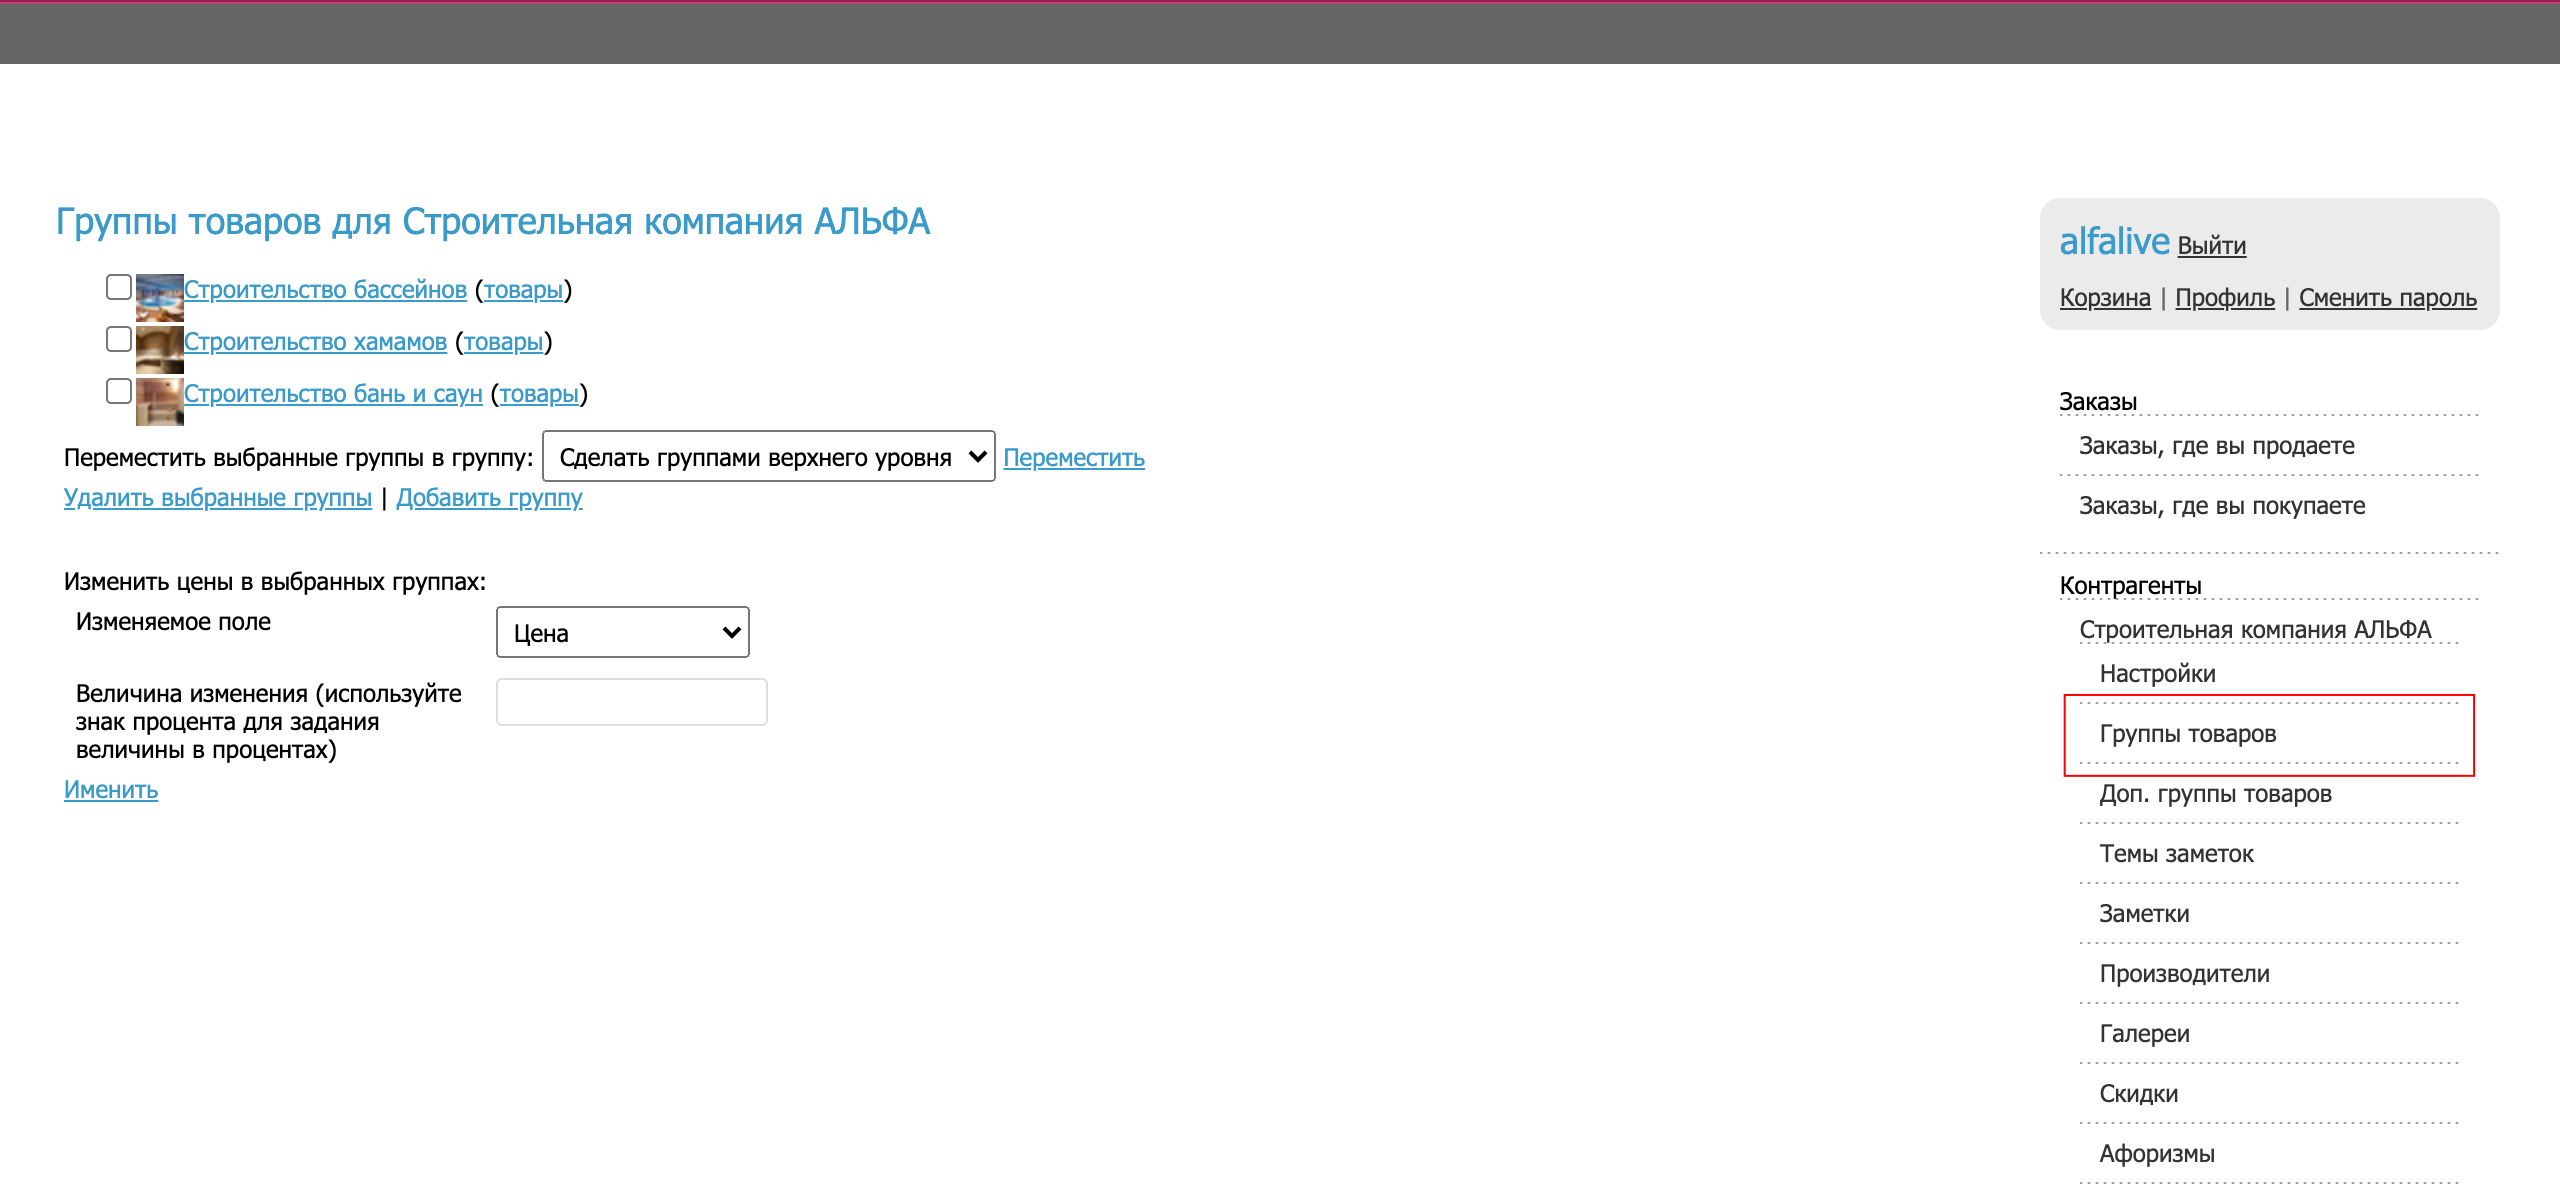 Группы товаров для Строительная компания АЛЬФА
Строительство бассейнов (товары)
Строительство хамамов (товары)
Строительство бань и саун (товары)
Переместить выбранные группы в группу: Сделать группами верхнего уровня Переместить
Удалить выбранные группы | Добавить группу
Изменить цены в выбранных группах:
Изменяемое поле Цена
Величина изменения (используйте
знак процента для задания
величины в процентах)
Именить
alfalive Выйти
Корзина | Профиль | Сменить пароль
Заказы
Заказы, где вы продаете
Заказы, где вы покупаете
Контрагенты
Строительная компания АЛЬФА
Настройки
Группы товаров
Доп. группы товаров
Темы заметок
Заметки
Производители
Галереи
Скидки
Афоризмы